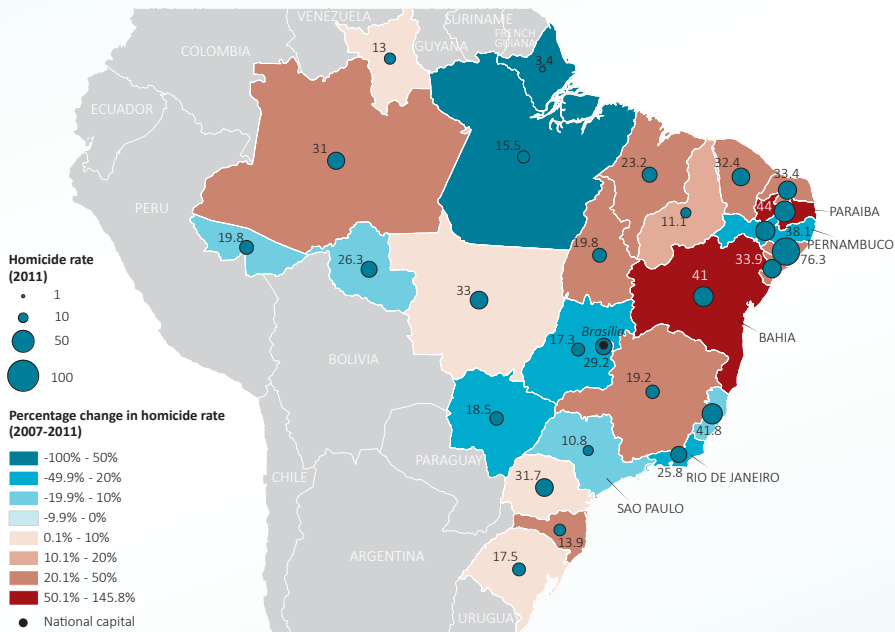 VENEZUELA
SURINAME
COLOMBIA
GUYANA
FRENCH
GUIANA
13
3.4
ECUADOR
31
15.5
23.2
32.4
33.4
PERU
44
PARAIBA
11.1
38.1
PERNAMBUCO
19.8
26.3
19.8
33.9
76.3
33
41
Brasília
17.3
29.2
BAHIA
BOLIVIA
19.2
18.5
41.8
10.8
PARAGUAY
25.8
RIO DE JANEIRO
CHILE
31.7
SAO PAULO
13.9
ARGENTINA
17.5
URUGUAY
Homicide rate
(2011)
1
10
50
100
Percentage change in homicide rate
(2007-2011)
-100% - 50%
-49.9% - 20%
-19.9% - 10%
-9.9% - 0%
0.1% - 10%
10.1% - 20%
20.1% - 50%
50.1% - 145.8%
National capital